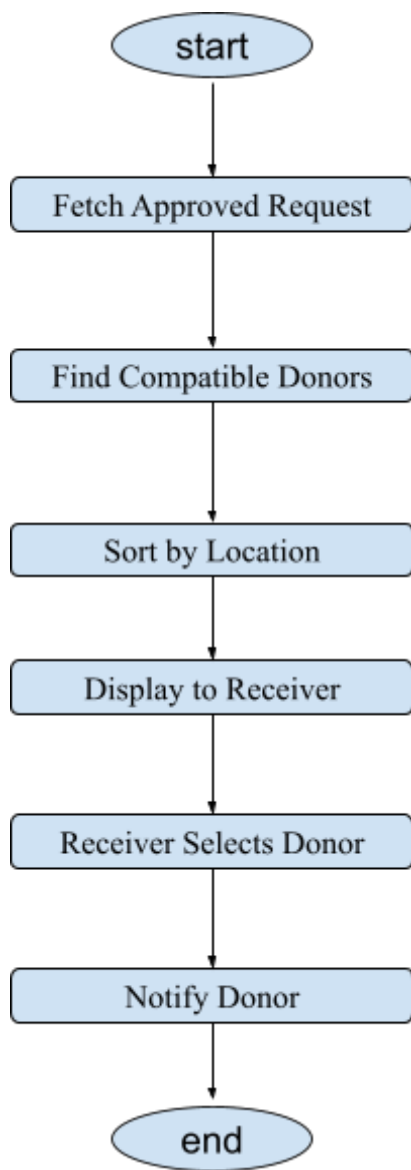 start
Fetch Approved Request
Find Compatible Donors
Sort by Location
Display to Receiver
Receiver Selects Donor
Notify Donor
end